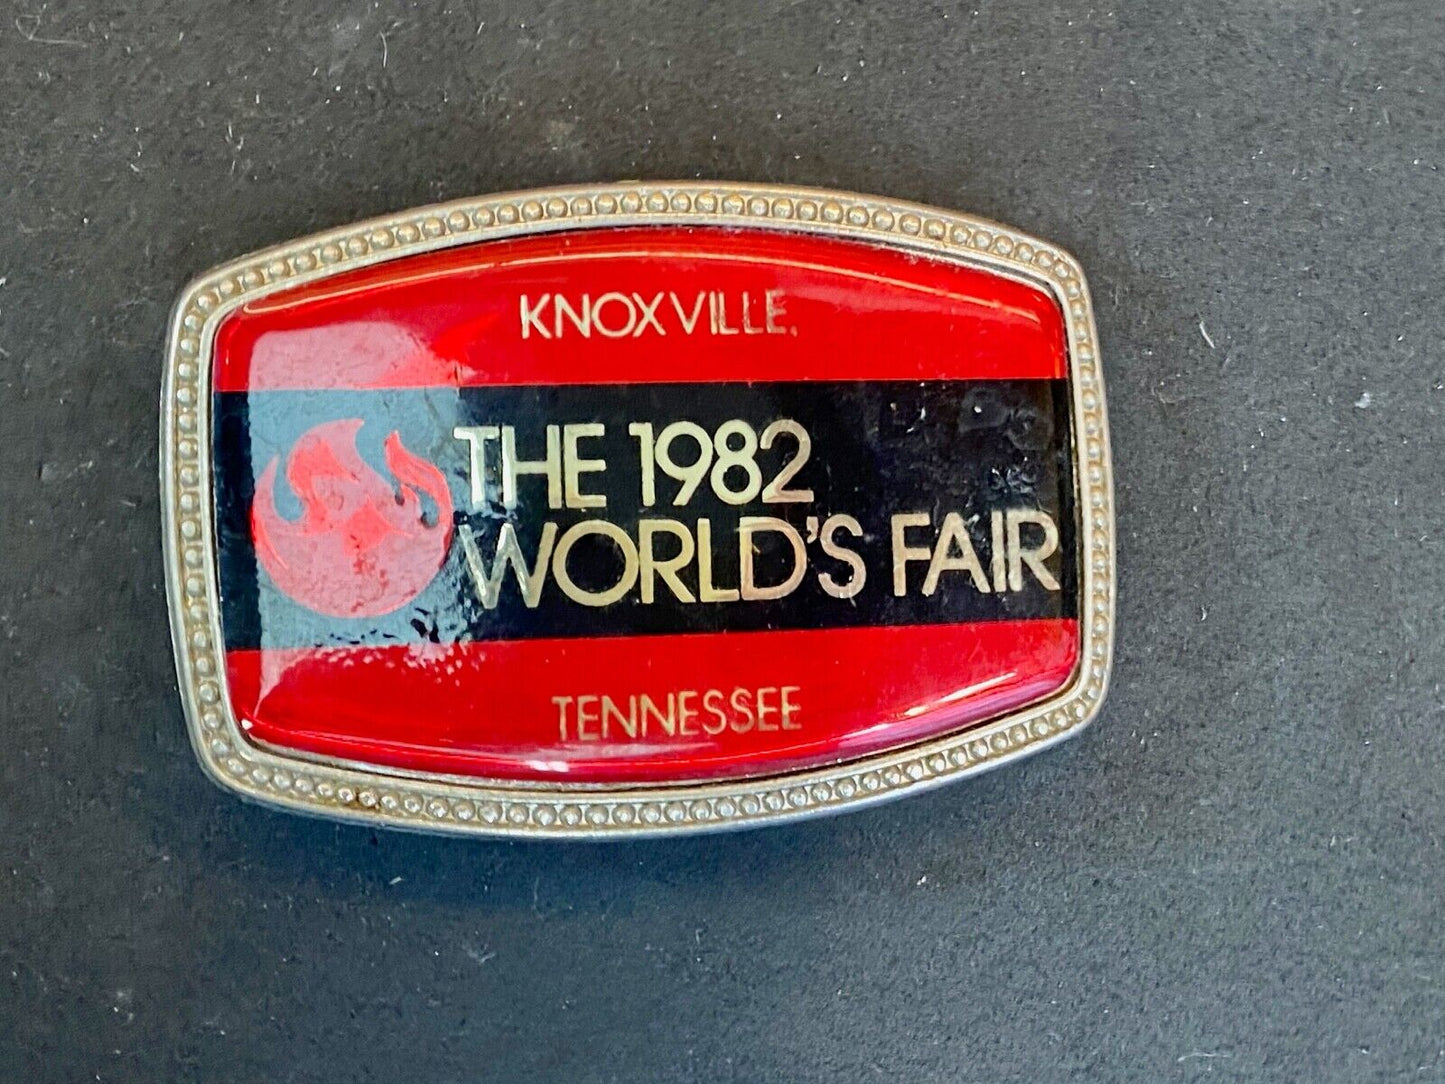 KNOXVILLE,
THE 1982
WORLD'S FAIR
TENNESSEE